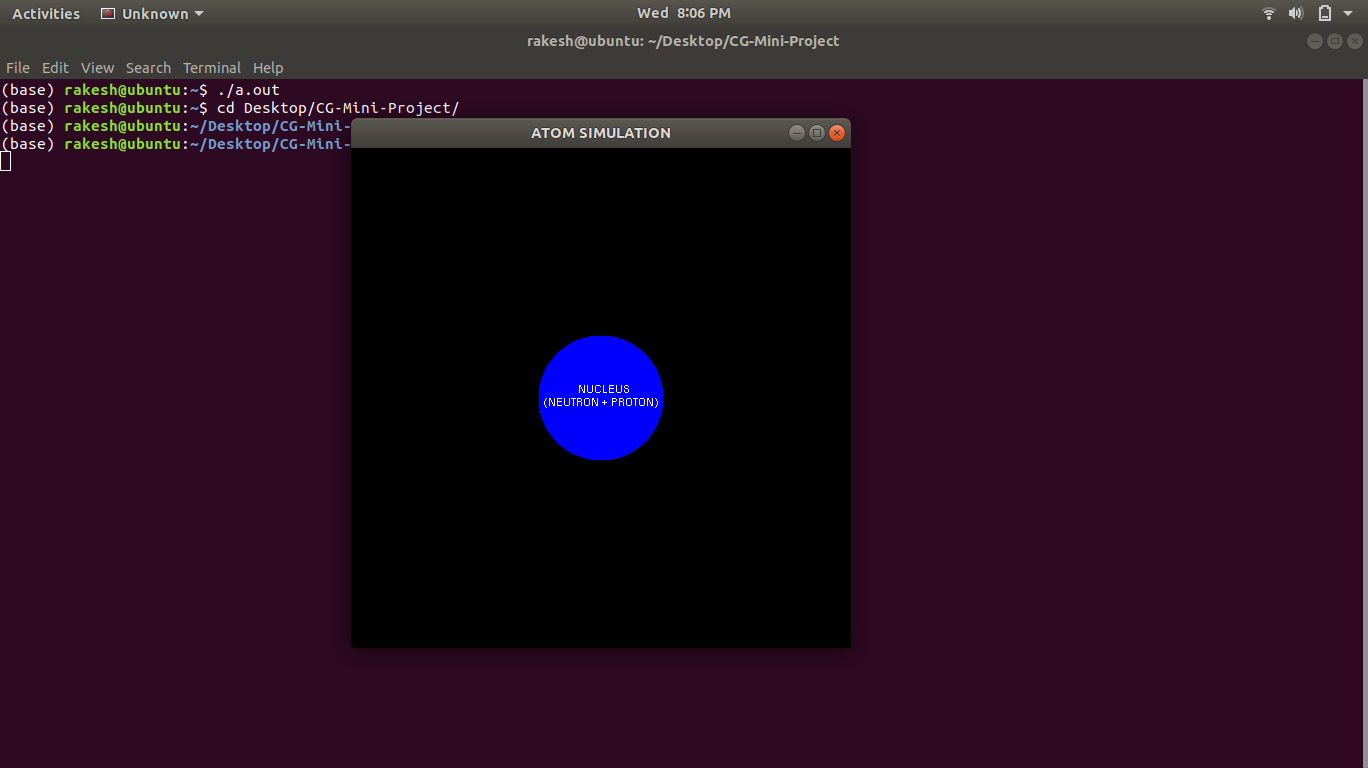 Activities Unknown Wed 8:06 PM
rakesh@ubuntu: ~/Desktop/CG-Mini-Project
File Edit View Search Terminal Help
(base) rakesh@ubuntu:~$ ./a.out
(base) rakesh@ubuntu:~$ cd Desktop/CG-Mini-Project/
(base) rakesh@ubuntu:~/Desktop/CG-Mini-
(base) rakesh@ubuntu:~/Desktop/CG-Mini-
ATOM SIMULATION
NUCLEUS
(NEUTRON + PROTON)